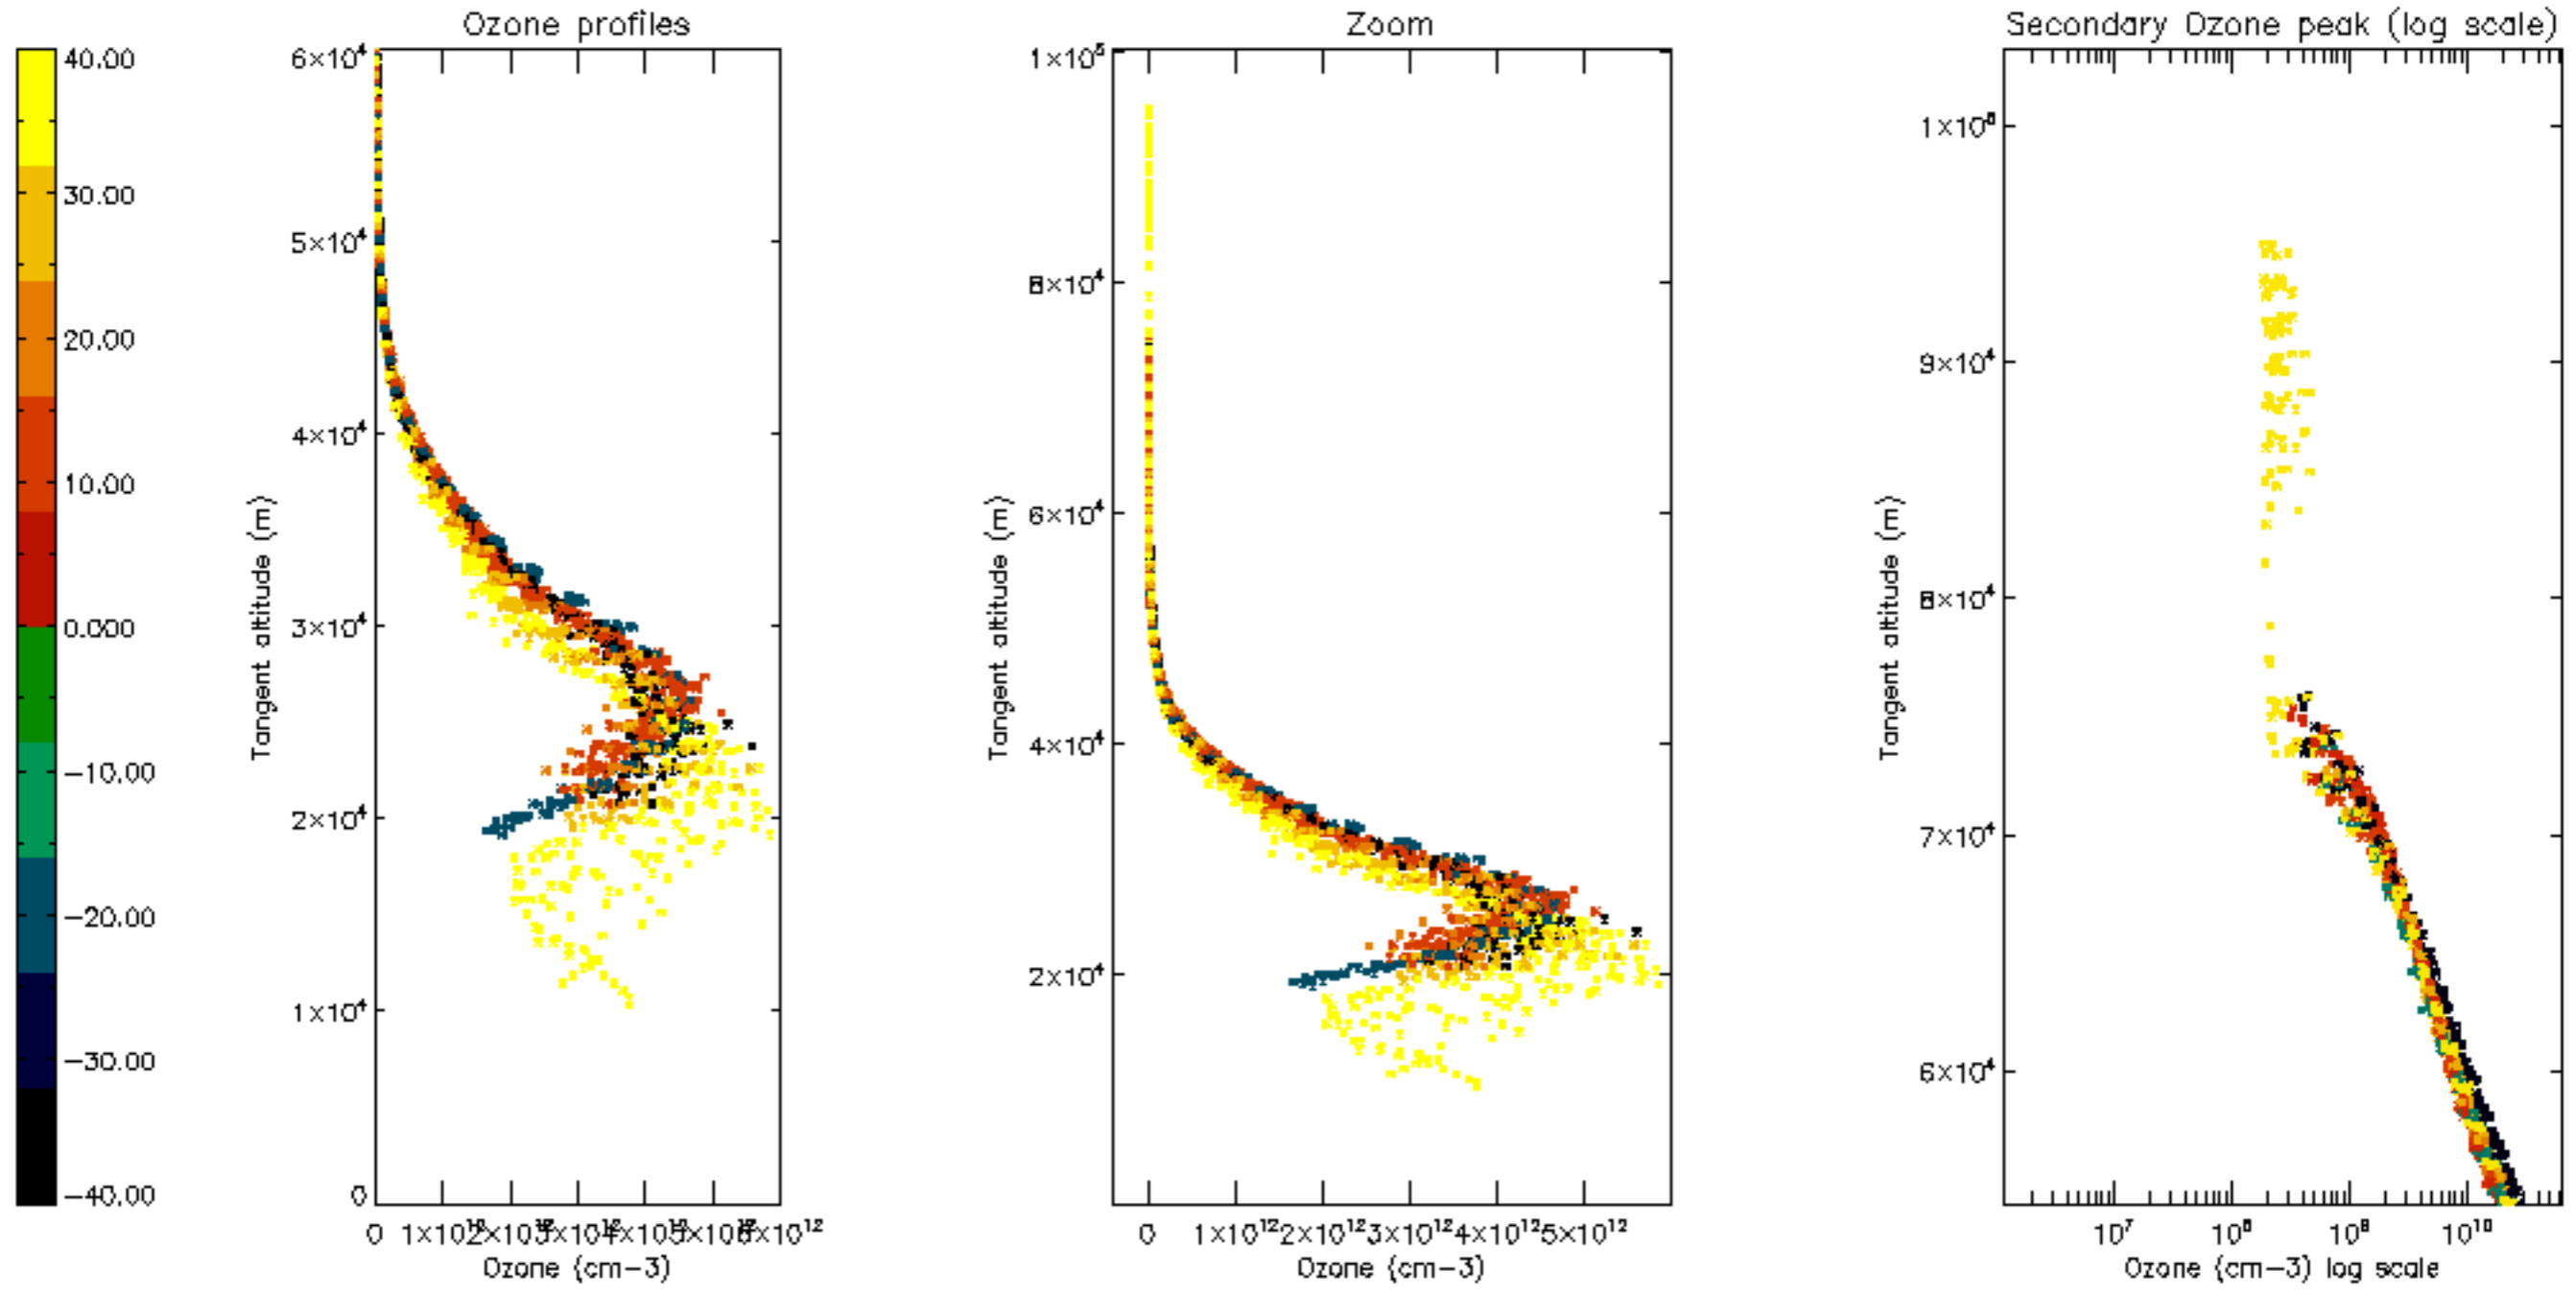 Ozone profiles
Zoom
Secondary Ozone peak (log scale)
40.00
30.00
20.00
10.00
0.000
−10.00
−20.00
−30.00
−40.00
6×10⁴
5×10⁴
4×10⁴
3×10⁴
2×10⁴
1×10⁴
0
Tangent altitude (m)
0
6×10¹²
Ozone (cm−3)
1×10⁵
8×10⁴
6×10⁴
4×10⁴
2×10⁴
Tangent altitude (m)
0 1×10¹² 2×10¹² 3×10¹² 4×10¹² 5×10¹²
Ozone (cm−3)
1×10⁵
9×10⁴
8×10⁴
7×10⁴
6×10⁴
Tangent altitude (m)
10⁷ 10⁸ 10⁹ 10¹⁰
Ozone (cm−3) log scale